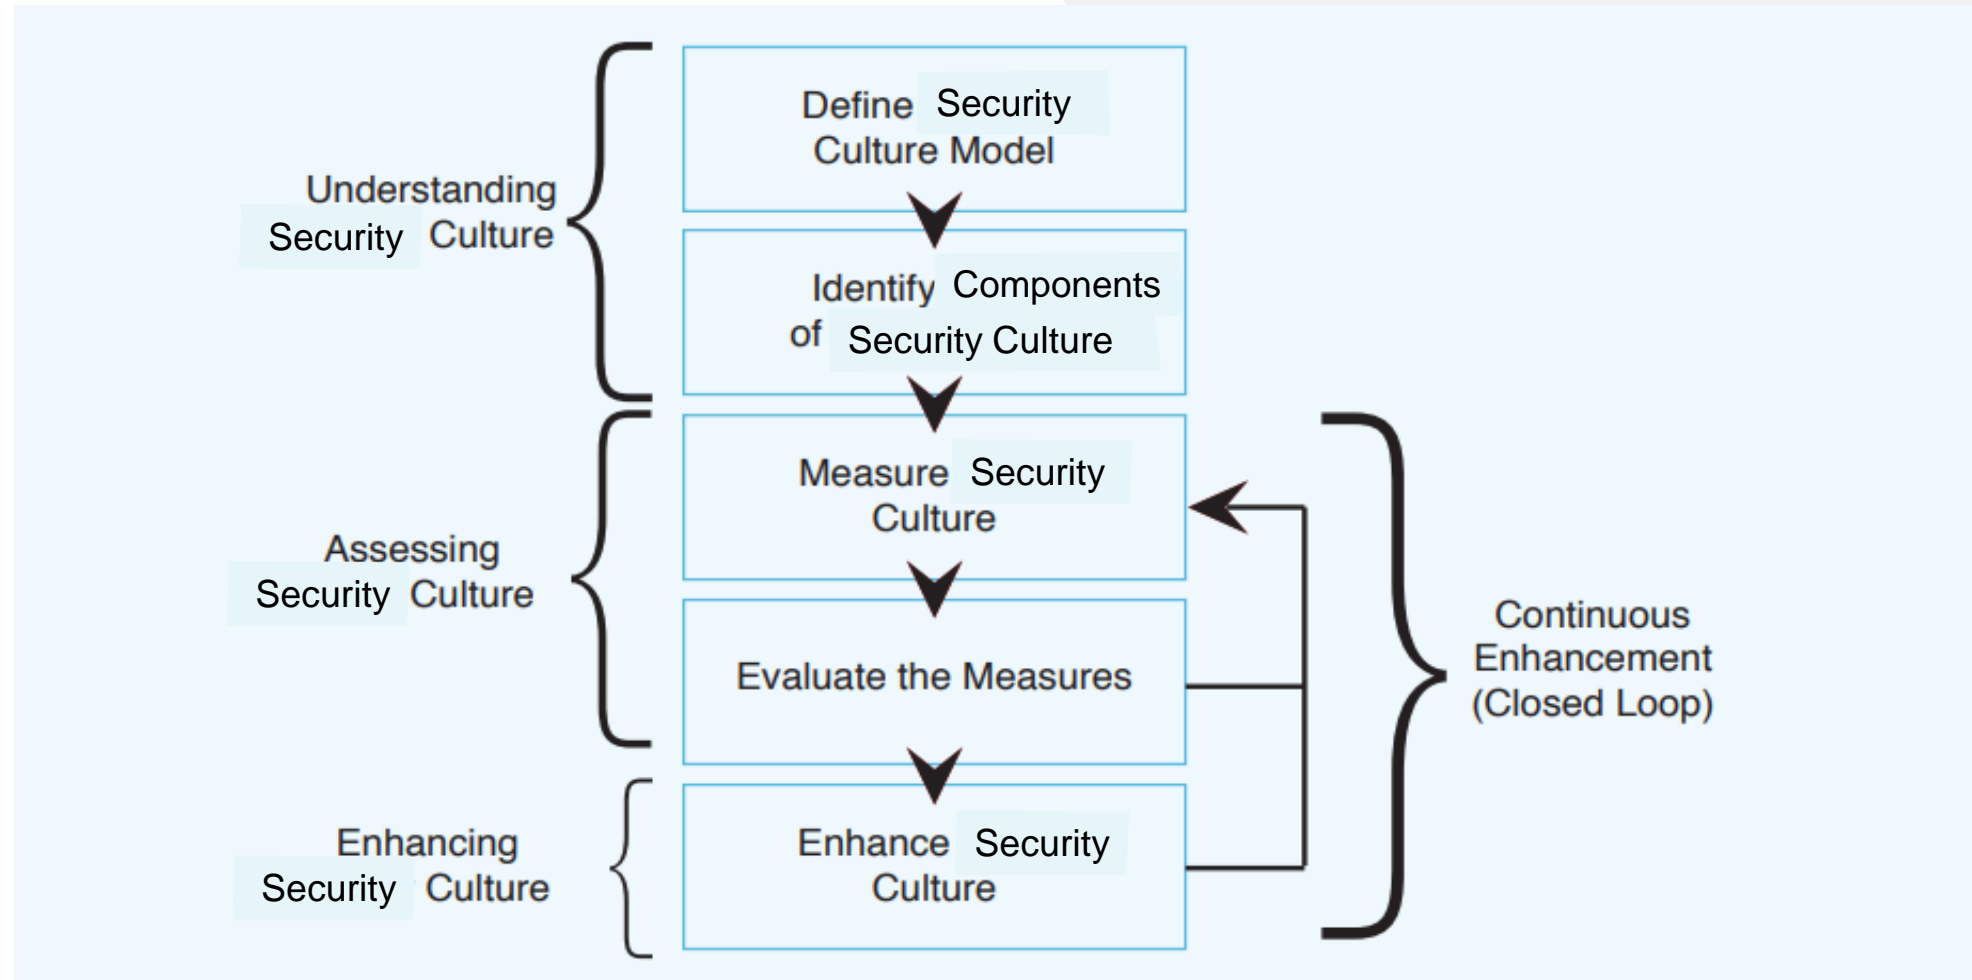 Define Security
Culture Model
Understanding
Security Culture
Identify Components
of Security Culture
Measure Security
Culture
Assessing
Security Culture
Evaluate the Measures
Continuous
Enhancement
(Closed Loop)
Enhancing
Security Culture
Enhance Security
Culture